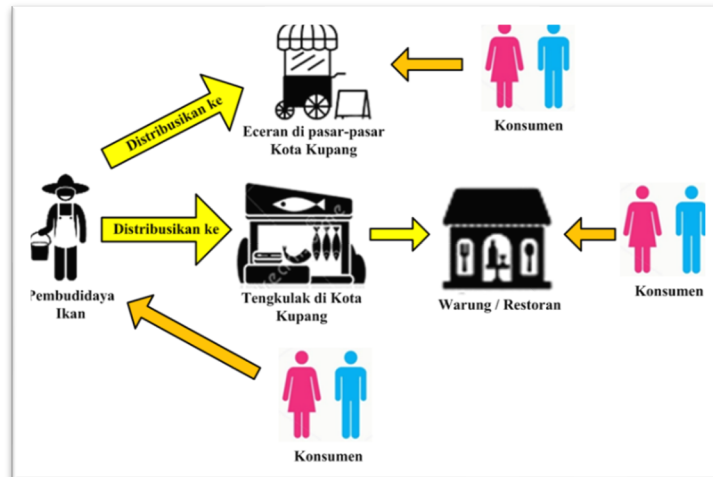 Distribusikan ke
Eceran di pasar-pasar
Kota Kupang
Konsumen
Distribusikan ke
Pembudidaya
Ikan
Tengkulak di Kota
Kupang
Warung / Restoran
Konsumen
Konsumen